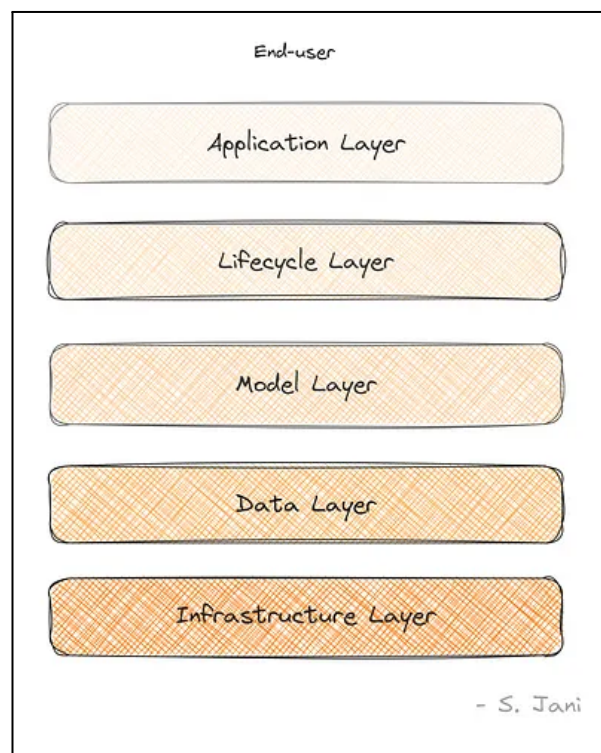 End-user
Application Layer
Lifecycle Layer
Model Layer
Data Layer
Infrastructure Layer
- S. Jani